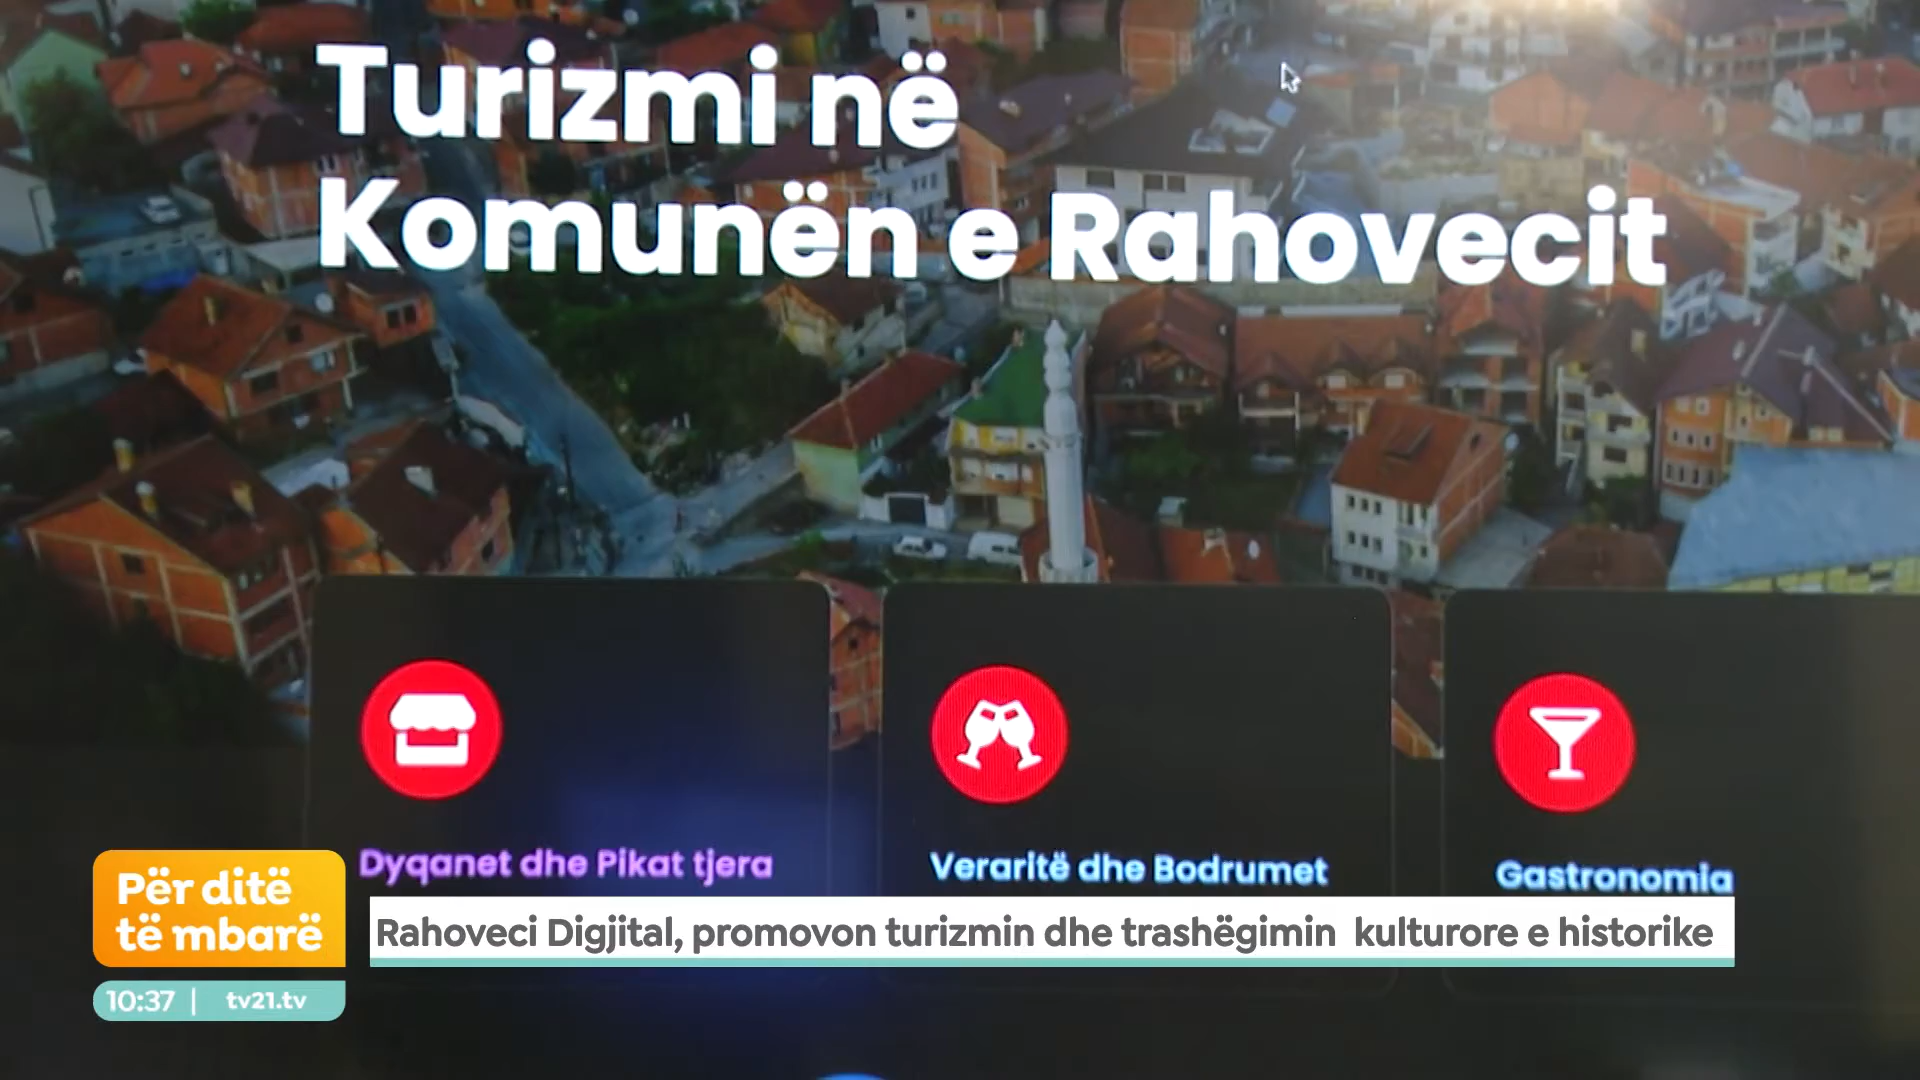 Turizmi në
Komunën e Rahovecit
Dyqanet dhe Pikat tjera
Veraritë dhe Bodrumet
Gastronomia
Për ditë
të mbarë
Rahoveci Digjital, promovon turizmin dhe trashëgimin kulturore e historike
10:37 | tv21.tv